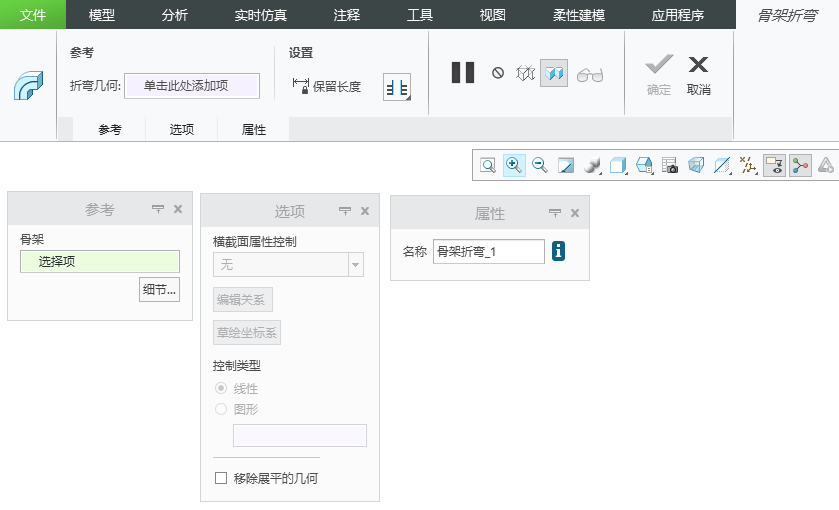 文件 模型 分析 实时仿真 注释 工具 视图 柔性建模 应用程序 骨架折弯
参考 设置
折弯几何: 单击此处添加项 保留长度 确定 取消
参考 选项 属性
参考
骨架
选择项
细节...
选项
横截面属性控制
无
编辑关系
草绘坐标系
控制类型
线性
图形
移除展平的几何
属性
名称 骨架折弯_1